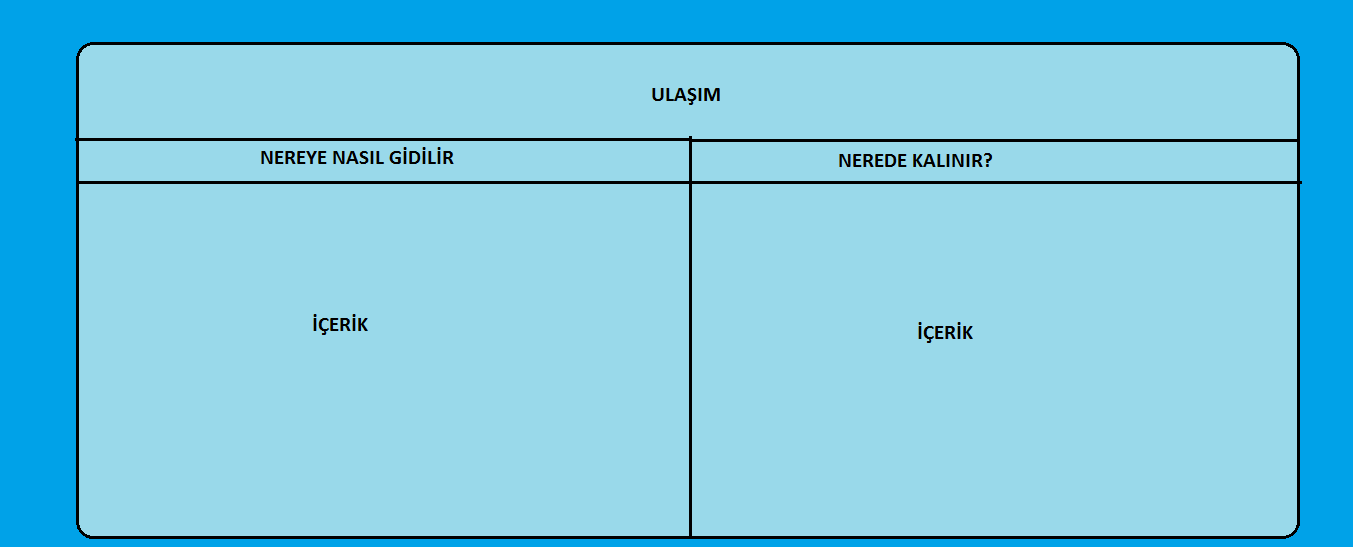 ULAŞIM
NEREYE NASIL GİDİLİR
NEREDE KALINIR?
İÇERİK
İÇERİK